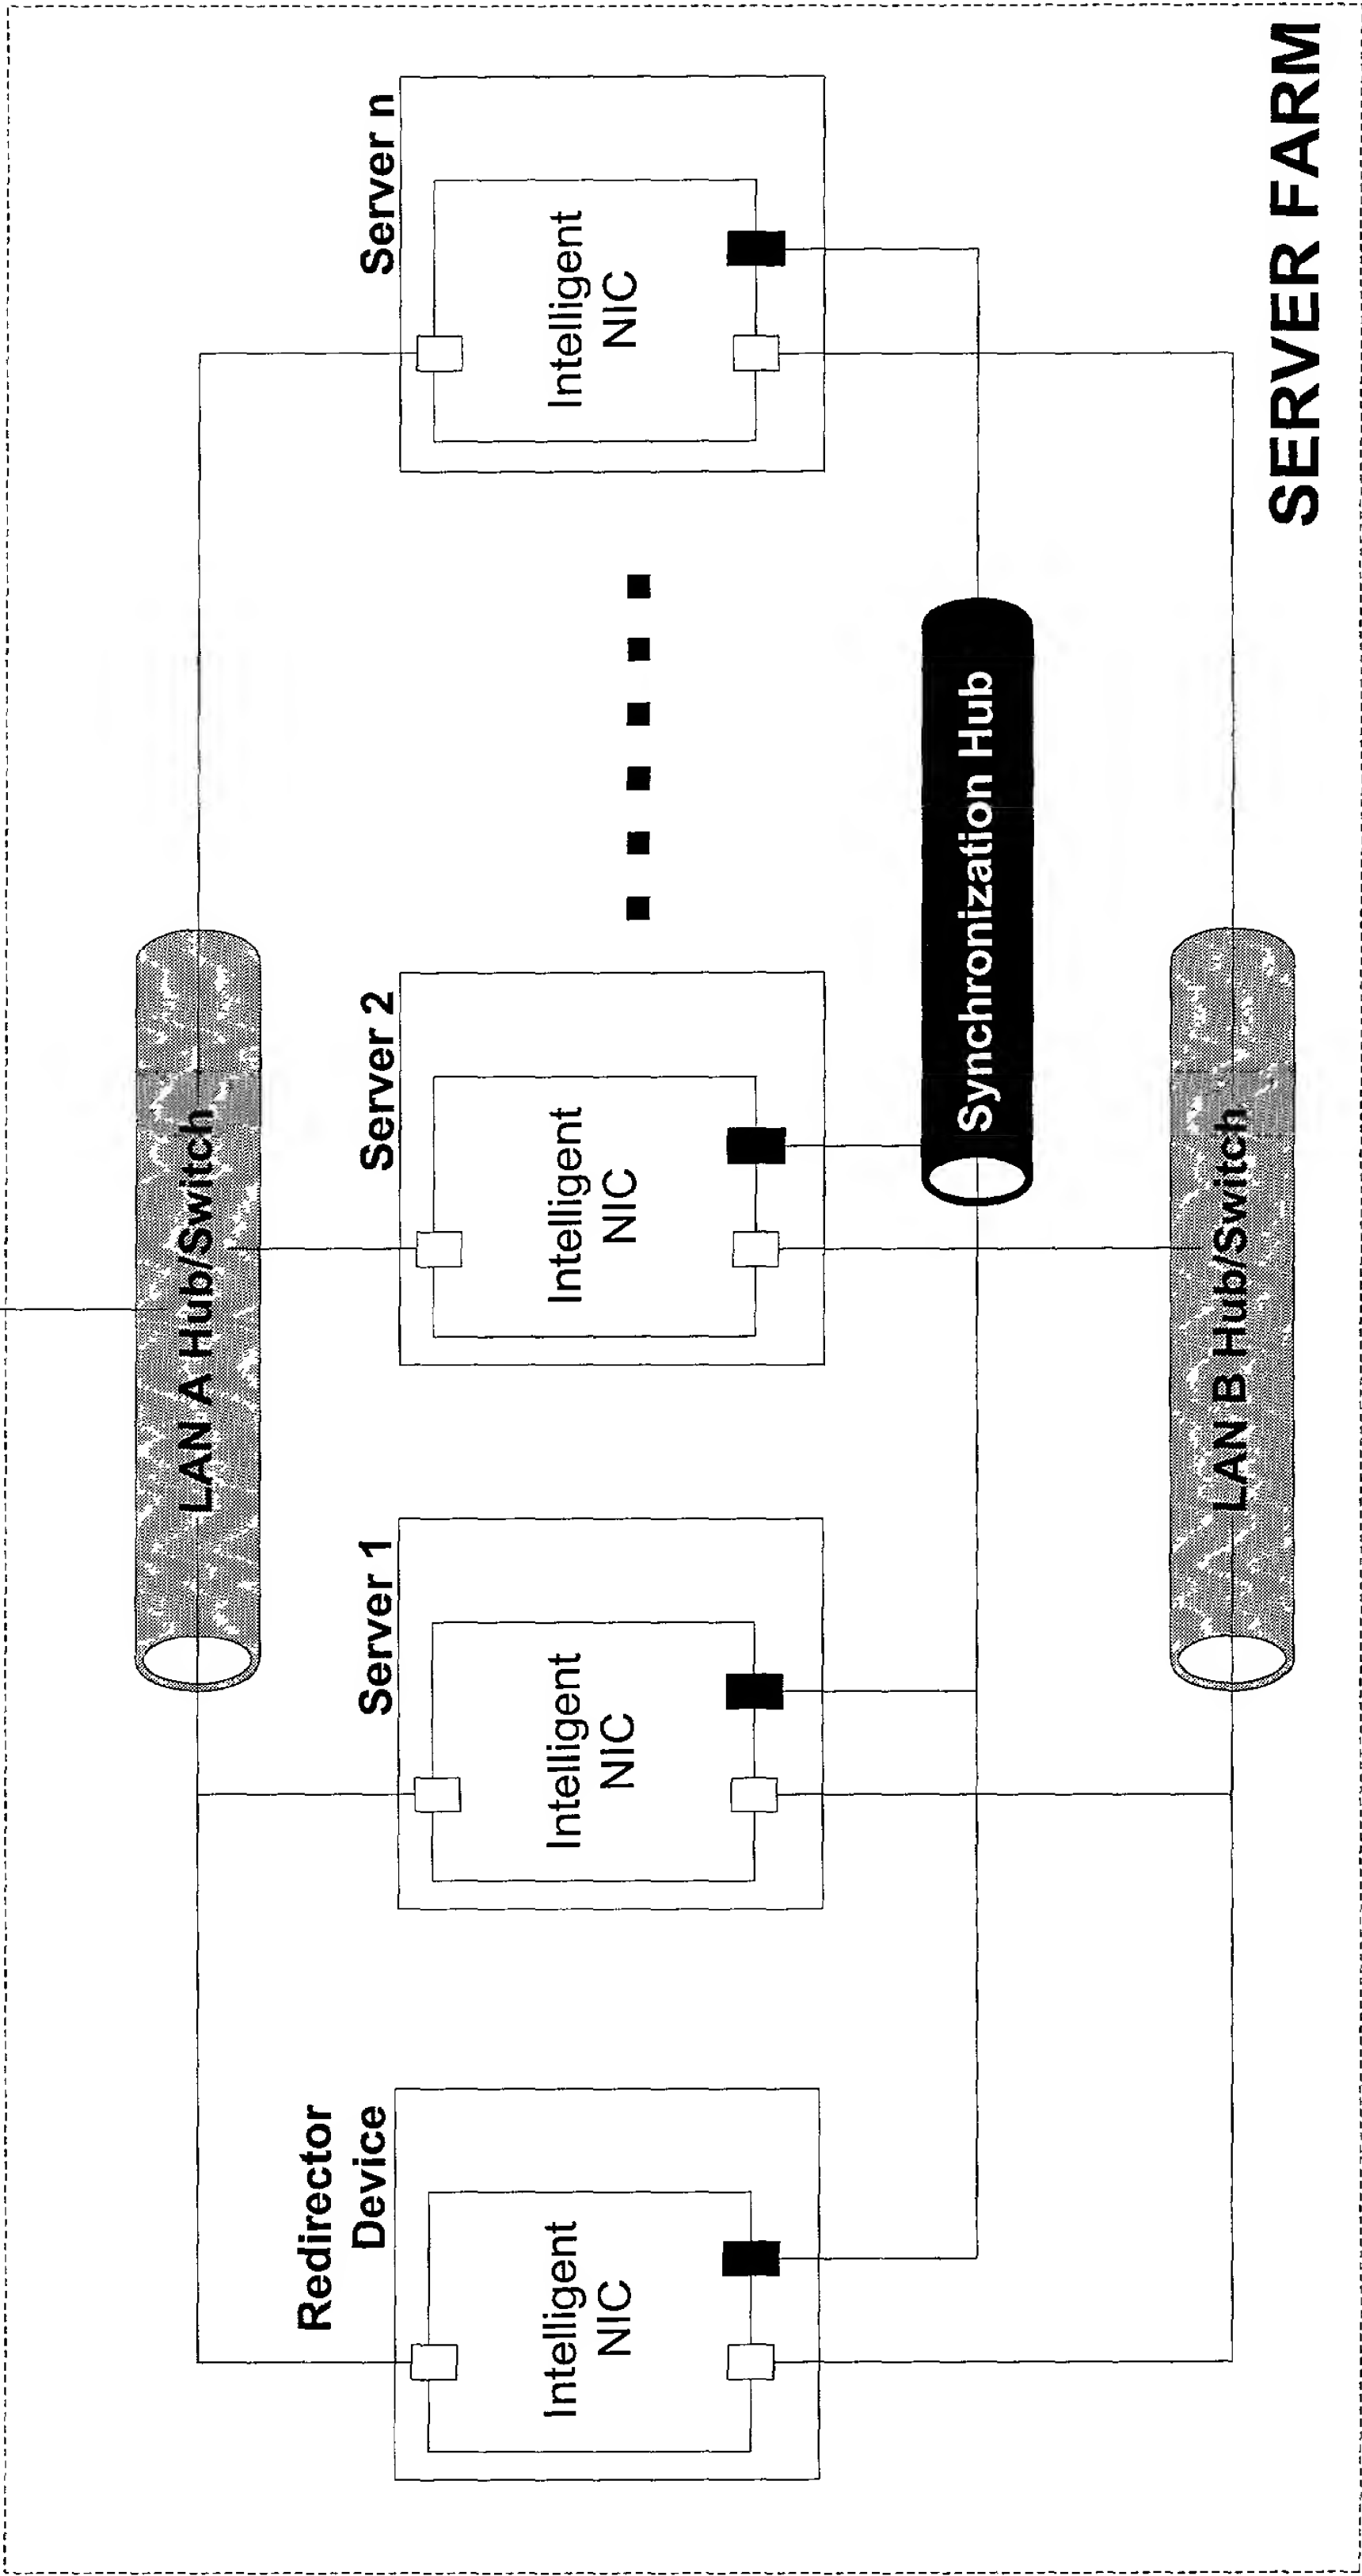 LAN A Hub/Switch
Redirector
Device
Server 1
Server 2
Server n
Intelligent
NIC
Intelligent
NIC
Intelligent
NIC
Intelligent
NIC
Synchronization Hub
LAN B Hub/Switch
SERVER FARM